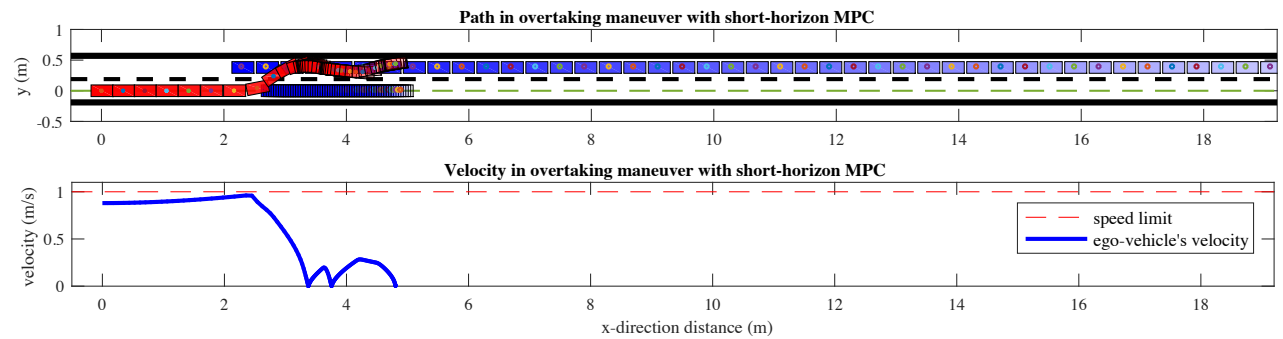 Path in overtaking maneuver with short-horizon MPC
1
0.5
0
-0.5
y (m)
0 2 4 6 8 10 12 14 16 18
Velocity in overtaking maneuver with short-horizon MPC
1
0.5
0
velocity (m/s)
speed limit
ego-vehicle's velocity
0 2 4 6 8 10 12 14 16 18
x-direction distance (m)